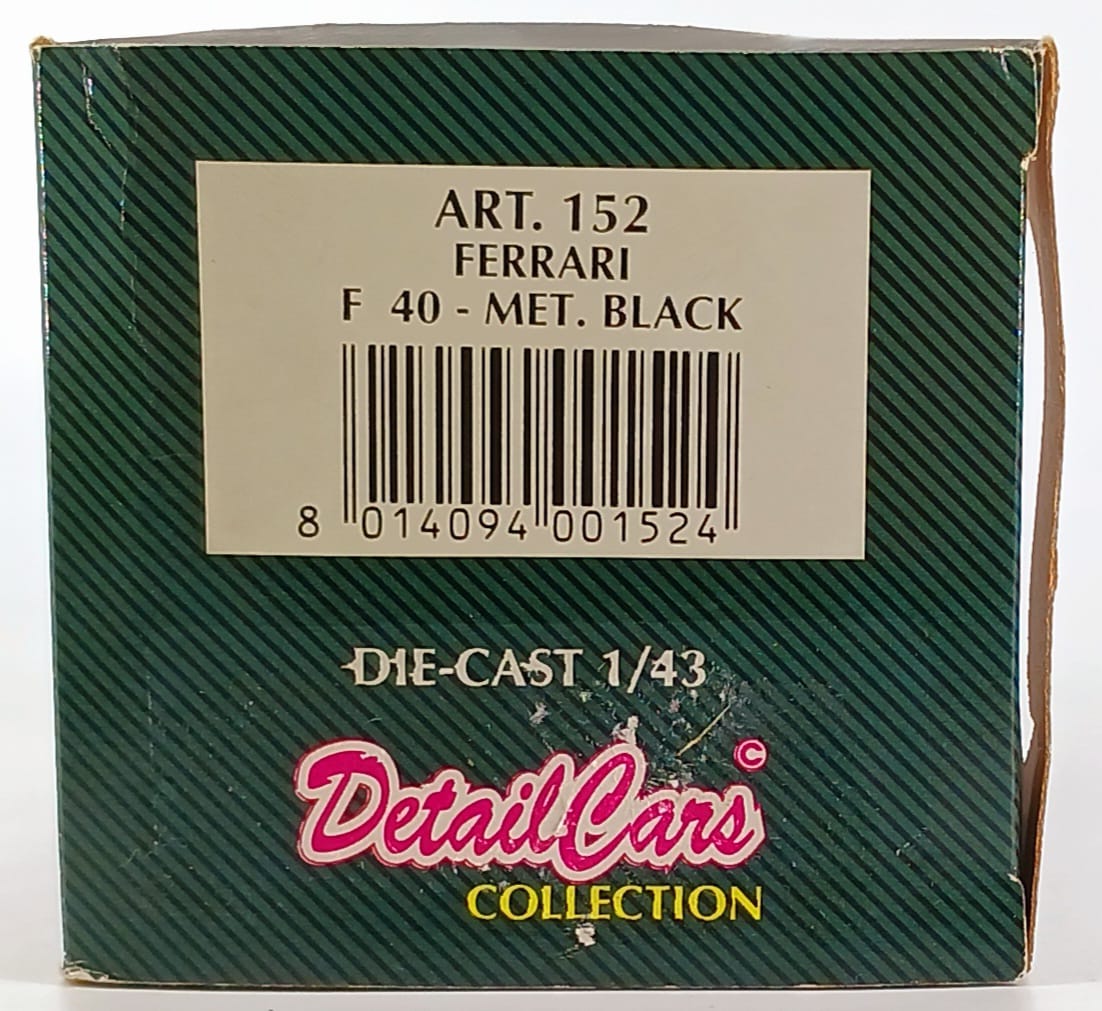 ART. 152
FERRARI
F 40 - MET. BLACK
8 014094 001524
DIE-CAST 1/43
DetailCars ©
COLLECTION